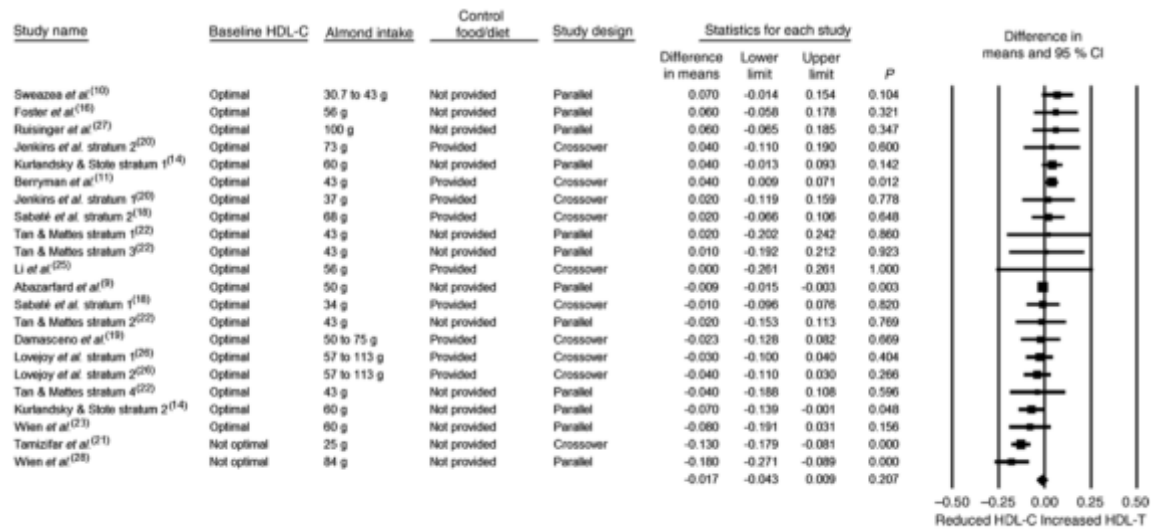 Control
Study name Baseline HDL-C Almond intake food/diet Study design Statistics for each study Difference in
means and 95 % CI
Difference Lower Upper
in means limit limit P
Sweazea et al.(10) Optimal 30.7 to 43 g Not provided Parallel 0.070 -0.014 0.154 0.104
Foster et al.(16) Optimal 56 g Not provided Parallel 0.060 -0.058 0.178 0.321
Ruisinger et al.(27) Optimal 100 g Not provided Parallel 0.060 -0.065 0.185 0.347
Jenkins et al. stratum 2(20) Optimal 73 g Provided Crossover 0.040 -0.110 0.190 0.600
Kurlandsky & Stote stratum 1(14) Optimal 60 g Not provided Parallel 0.040 -0.013 0.093 0.142
Berryman et al.(11) Optimal 43 g Provided Crossover 0.040 0.009 0.071 0.012
Jenkins et al. stratum 1(20) Optimal 37 g Provided Crossover 0.020 -0.119 0.159 0.778
Sabaté et al. stratum 2(18) Optimal 68 g Provided Crossover 0.020 -0.066 0.106 0.648
Tan & Mattes stratum 1(22) Optimal 43 g Not provided Parallel 0.020 -0.202 0.242 0.860
Tan & Mattes stratum 3(22) Optimal 43 g Not provided Parallel 0.010 -0.192 0.212 0.923
Li et al.(25) Optimal 56 g Provided Crossover 0.000 -0.261 0.261 1.000
Abazarfard et al.(9) Optimal 50 g Not provided Parallel -0.009 -0.015 -0.003 0.003
Sabaté et al. stratum 1(18) Optimal 34 g Provided Crossover -0.010 -0.096 0.076 0.820
Tan & Mattes stratum 2(22) Optimal 43 g Not provided Parallel -0.020 -0.153 0.113 0.769
Damasceno et al.(19) Optimal 50 to 75 g Provided Crossover -0.023 -0.128 0.082 0.669
Lovejoy et al. stratum 1(26) Optimal 57 to 113 g Provided Crossover -0.030 -0.100 0.040 0.404
Lovejoy et al. stratum 2(26) Optimal 57 to 113 g Provided Crossover -0.040 -0.110 0.030 0.266
Tan & Mattes stratum 4(22) Optimal 43 g Not provided Parallel -0.040 -0.188 0.108 0.596
Kurlandsky & Stote stratum 2(14) Optimal 60 g Not provided Parallel -0.070 -0.139 -0.001 0.048
Wien et al.(23) Optimal 60 g Not provided Parallel -0.080 -0.191 0.031 0.156
Tamizifar et al.(21) Not optimal 25 g Not provided Crossover -0.130 -0.179 -0.081 0.000
Wien et al.(28) Not optimal 84 g Not provided Parallel -0.180 -0.271 -0.089 0.000
-0.017 -0.043 0.009 0.207
-0.50 -0.25 0.00 0.25 0.50
Reduced HDL-C Increased HDL-T